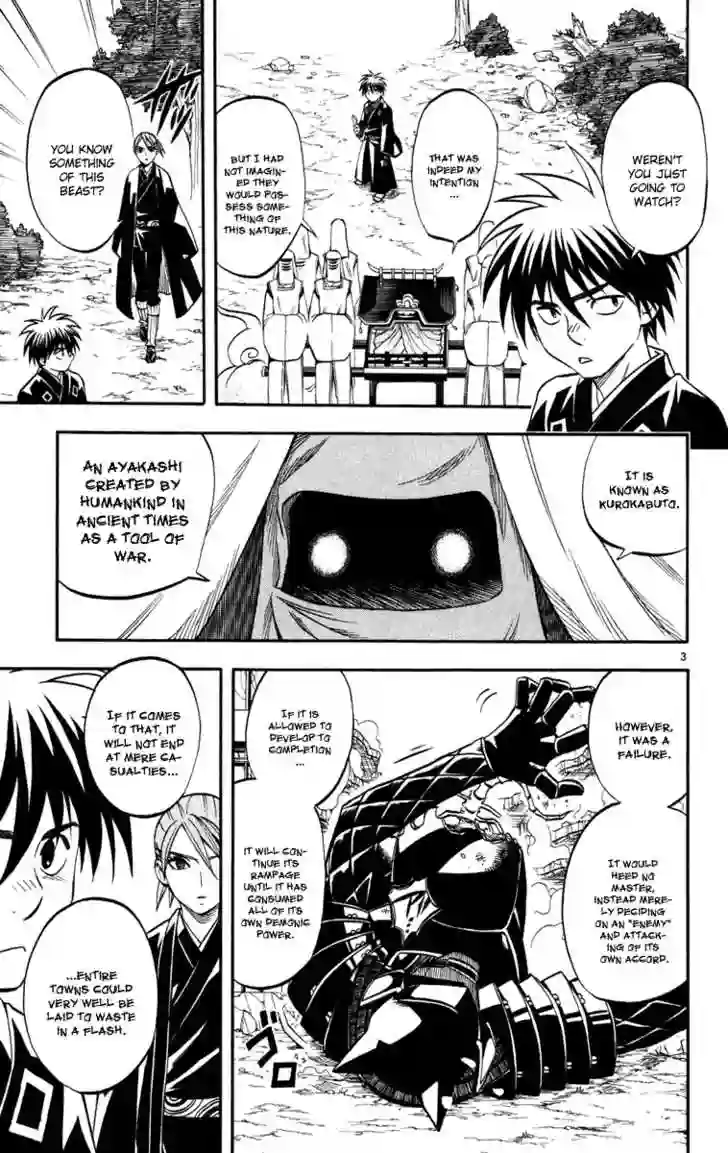 WEREN'T
YOU JUST
GOING TO
WATCH?
THAT WAS
INDEED MY
INTENTION
...
BUT I HAD
NOT IMAGIN-
ED THEY
WOULD POS-
SESS SOME-
THING OF
THIS NATURE.
YOU KNOW
SOMETHING
OF THIS
BEAST?
IT IS
KNOWN AS
KUROKABUTO.
AN AYAKASHI
CREATED BY
HUMANKIND IN
ANCIENT TIMES
AS A TOOL OF
WAR.
3
HOWEVER,
IT WAS A
FAILURE.
IT WOULD
HEED NO
MASTER,
INSTEAD MERE-
LY DECIDING
ON AN "ENEMY"
AND ATTACK-
ING OF ITS
OWN ACCORD.
IF IT IS
ALLOWED TO
DEVELOP TO
COMPLETION
...
IT WILL CON-
TINUE ITS
RAMPAGE
UNTIL IT HAS
CONSUMED
ALL OF ITS
OWN DEMONIC
POWER.
IF IT COMES
TO THAT, IT
WILL NOT END
AT MERE CA-
SUALTIES...
...ENTIRE
TOWNS COULD
VERY WELL BE
LAID TO WASTE
IN A FLASH.